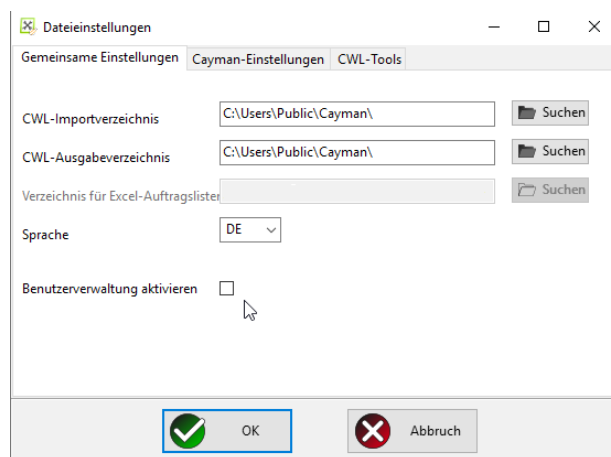 Dateieinstellungen
Gemeinsame Einstellungen Cayman-Einstellungen CWL-Tools
CWL-Importverzeichnis C:\Users\Public\Cayman\ Suchen
CWL-Ausgabeverzeichnis C:\Users\Public\Cayman\ Suchen
Verzeichnis für Excel-Auftragslisten Suchen
Sprache DE
Benutzerverwaltung aktivieren
OK Abbruch